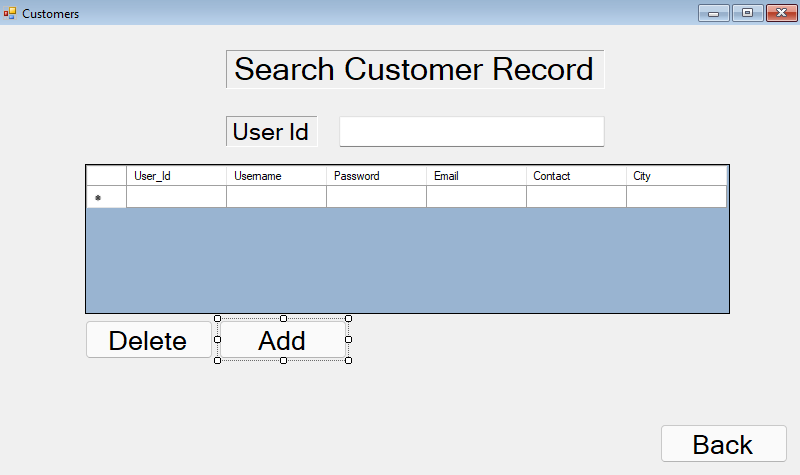 Customers
Search Customer Record
User Id
User_Id Username Password Email Contact City
Delete Add
Back